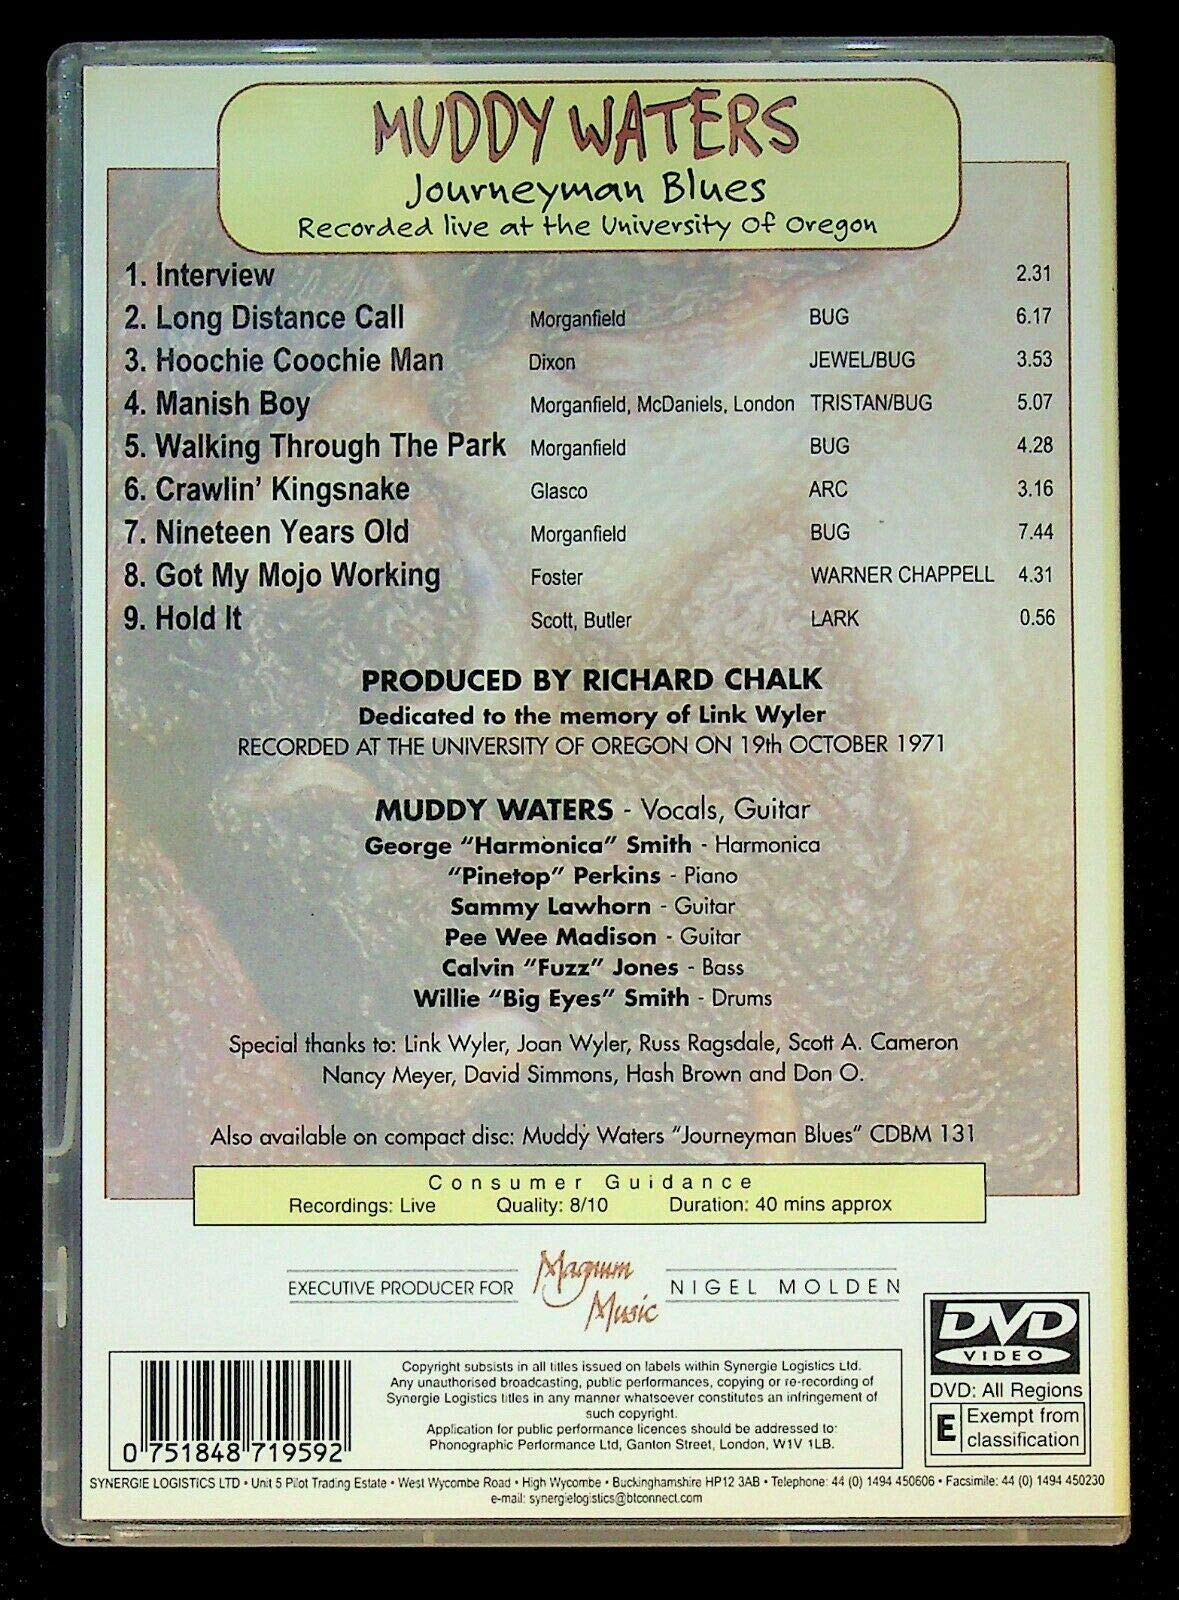 MUDDY WATERS
Journeyman Blues
Recorded live at the University Of Oregon
1. Interview 2.31
2. Long Distance Call Morganfield BUG 6.17
3. Hoochie Coochie Man Dixon JEWEL/BUG 3.53
4. Manish Boy Morganfield, McDaniels, London TRISTAN/BUG 5.07
5. Walking Through The Park Morganfield BUG 4.28
6. Crawlin' Kingsnake Glasco ARC 3.16
7. Nineteen Years Old Morganfield BUG 7.44
8. Got My Mojo Working Foster WARNER CHAPPELL 4.31
9. Hold It Scott, Butler LARK 0.56
PRODUCED BY RICHARD CHALK
Dedicated to the memory of Link Wyler
RECORDED AT THE UNIVERSITY OF OREGON ON 19th OCTOBER 1971
MUDDY WATERS - Vocals, Guitar
George "Harmonica" Smith - Harmonica
"Pinetop" Perkins - Piano
Sammy Lawhorn - Guitar
Pee Wee Madison - Guitar
Calvin "Fuzz" Jones - Bass
Willie "Big Eyes" Smith - Drums
Special thanks to: Link Wyler, Joan Wyler, Russ Ragsdale, Scott A. Cameron
Nancy Meyer, David Simmons, Hash Brown and Don O.
Also available on compact disc: Muddy Waters "Journeyman Blues" CDBM 131
Consumer Guidance
Recordings: Live Quality: 8/10 Duration: 40 mins approx
EXECUTIVE PRODUCER FOR Magnum Music NIGEL MOLDEN
DVD
VIDEO
DVD: All Regions
E Exempt from classification
Copyright subsists in all titles issued on labels within Synergie Logistics Ltd.
Any unauthorised broadcasting, public performances, copying or re-recording of
Synergie Logistics titles in any manner whatsoever constitutes an infringement of
such copyright.
Application for public performance licences should be addressed to:
Phonographic Performance Ltd, Ganton Street, London, W1V 1LB.
0 751848 719592
SYNERGIE LOGISTICS LTD • Unit 5 Pilot Trading Estate • West Wycombe Road • High Wycombe • Buckinghamshire HP12 3AB • Telephone: 44 (0) 1494 450606 • Facsimile: 44 (0) 1494 450230
e-mail: synergielogistics@btconnect.com